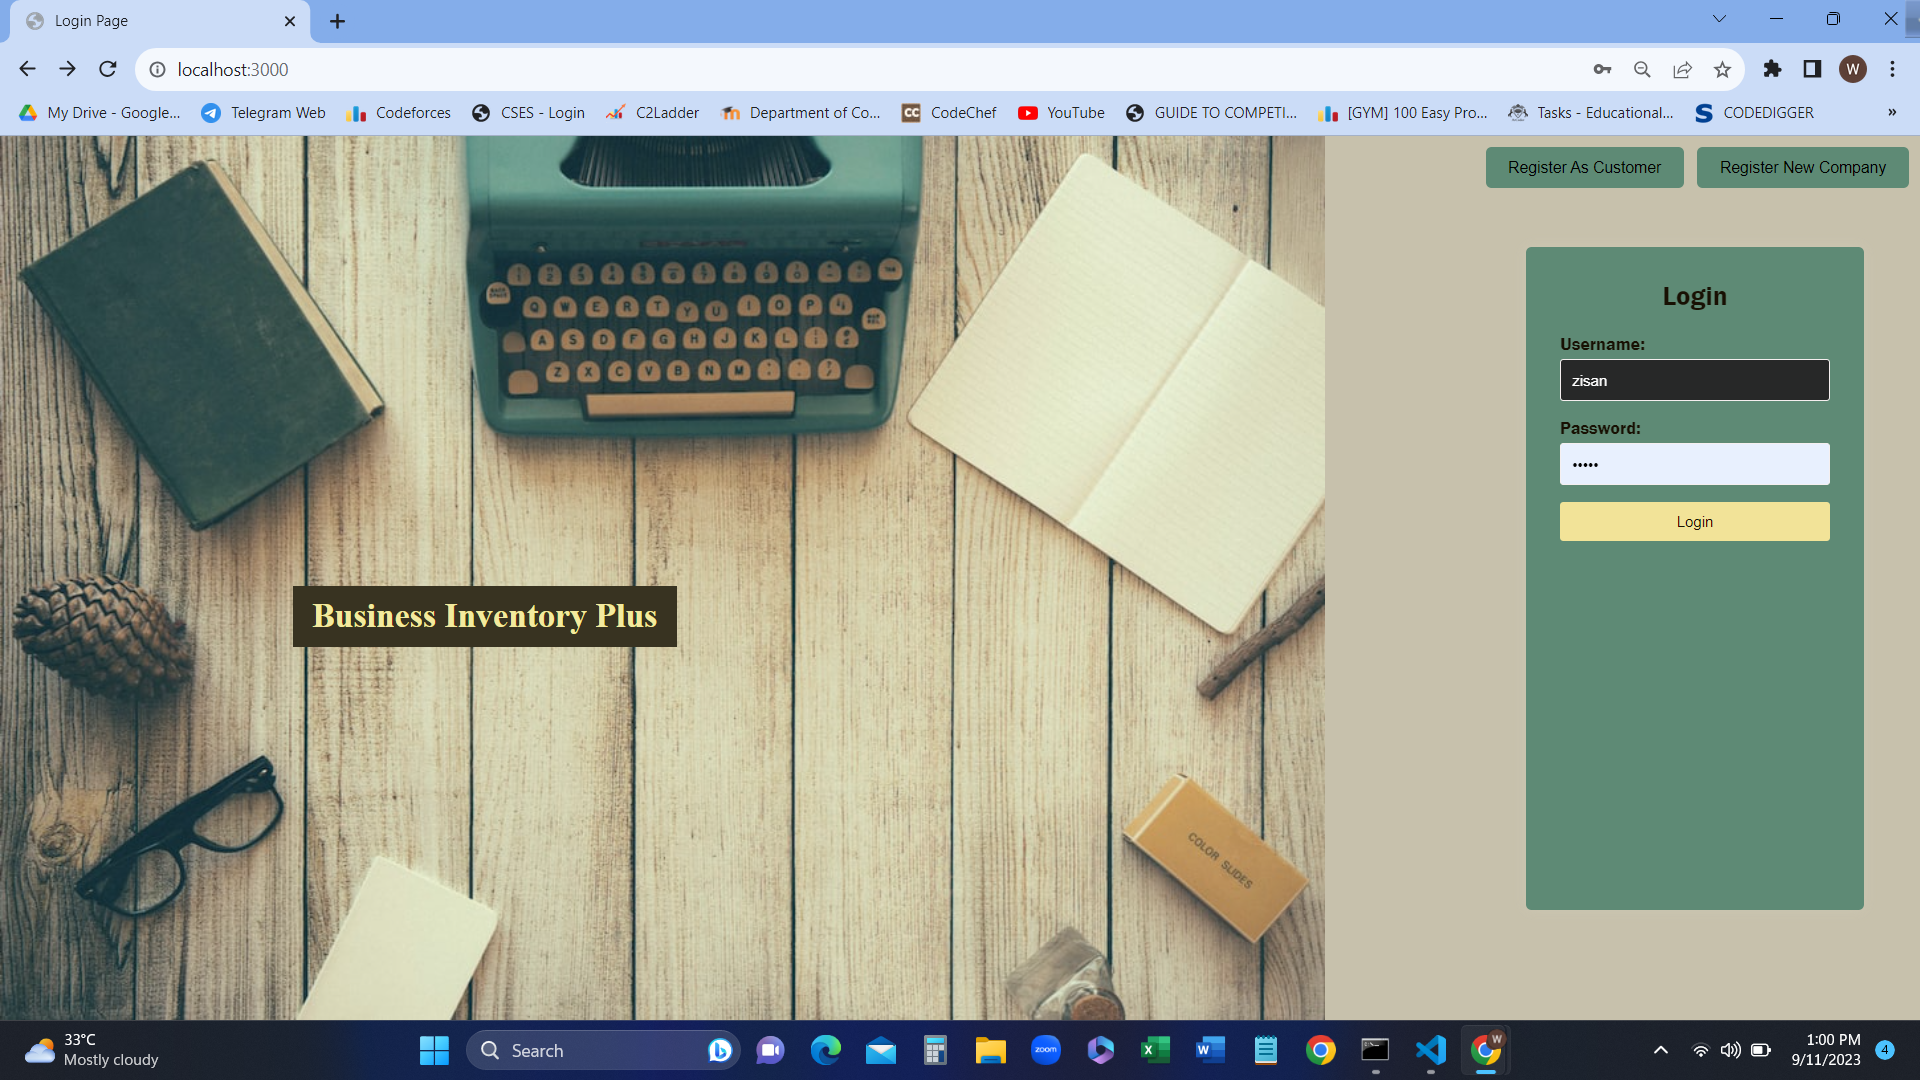 Login Page
localhost:3000
W
My Drive - Google...
Telegram Web
Codeforces
CSES - Login
C2Ladder
Department of Co...
CC
CodeChef
YouTube
GUIDE TO COMPETI...
[GYM] 100 Easy Pro...
Tasks - Educational...
S
CODEDIGGER
»
Register As Customer
Register New Company
Login
Username:
zisan
Password:
•••••
Login
Q W E R T Y U I O P
A S D F G H J K L
Z X C V B N M
Business Inventory Plus
COLOR SLIDES
33°C
Mostly cloudy
Search
zoom
W
1:00 PM
9/11/2023
4